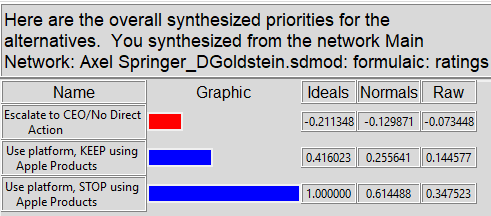 Here are the overall synthesized priorities for the
alternatives. You synthesized from the network Main
Network: Axel Springer_DGoldstein.sdmod: formulaic: ratings
Name Graphic Ideals Normals Raw
Escalate to CEO/No Direct
Action
-0.211348 -0.129871 -0.073448
Use platform, KEEP using
Apple Products
0.416023 0.255641 0.144577
Use platform, STOP using
Apple Products
1.000000 0.614488 0.347523